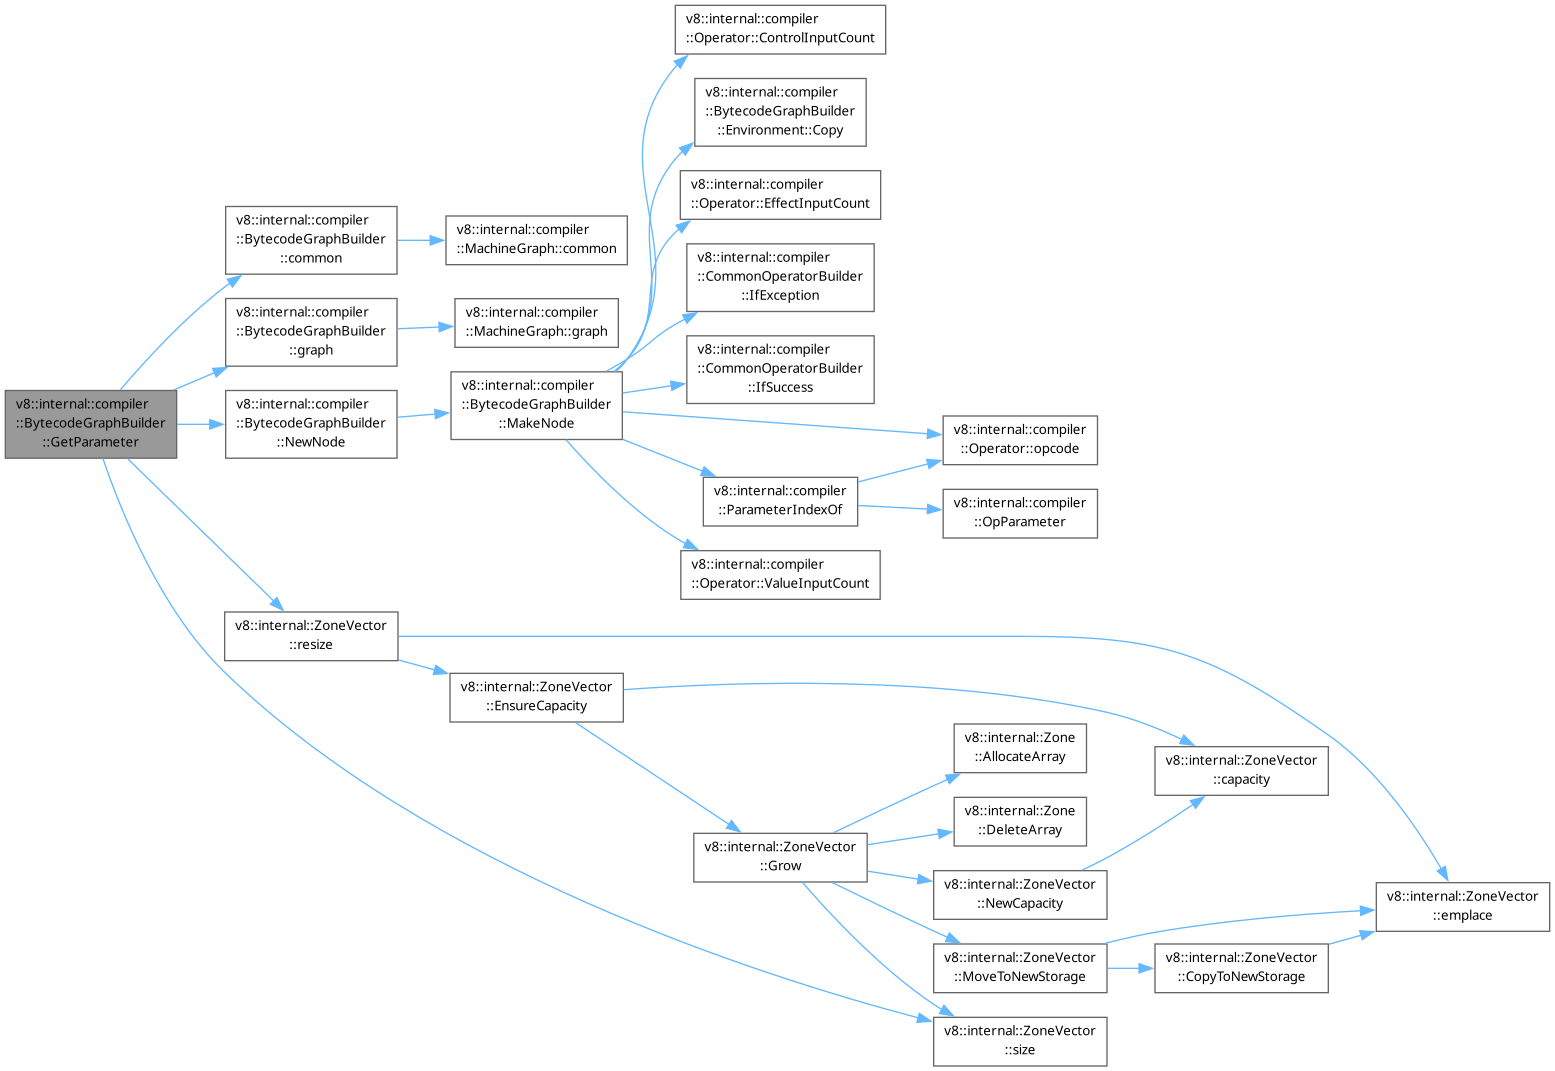 v8::internal::compiler
::Operator::ControlInputCount
v8::internal::compiler
::BytecodeGraphBuilder
::Environment::Copy
v8::internal::compiler
::Operator::EffectInputCount
v8::internal::compiler
::BytecodeGraphBuilder
::common
v8::internal::compiler
::MachineGraph::common
v8::internal::compiler
::CommonOperatorBuilder
::IfException
v8::internal::compiler
::BytecodeGraphBuilder
::graph
v8::internal::compiler
::MachineGraph::graph
v8::internal::compiler
::CommonOperatorBuilder
::IfSuccess
v8::internal::compiler
::BytecodeGraphBuilder
::GetParameter
v8::internal::compiler
::BytecodeGraphBuilder
::NewNode
v8::internal::compiler
::BytecodeGraphBuilder
::MakeNode
v8::internal::compiler
::Operator::opcode
v8::internal::compiler
::ParameterIndexOf
v8::internal::compiler
::OpParameter
v8::internal::compiler
::Operator::ValueInputCount
v8::internal::ZoneVector
::resize
v8::internal::ZoneVector
::EnsureCapacity
v8::internal::Zone
::AllocateArray
v8::internal::ZoneVector
::capacity
v8::internal::Zone
::DeleteArray
v8::internal::ZoneVector
::Grow
v8::internal::ZoneVector
::NewCapacity
v8::internal::ZoneVector
::emplace
v8::internal::ZoneVector
::MoveToNewStorage
v8::internal::ZoneVector
::CopyToNewStorage
v8::internal::ZoneVector
::size